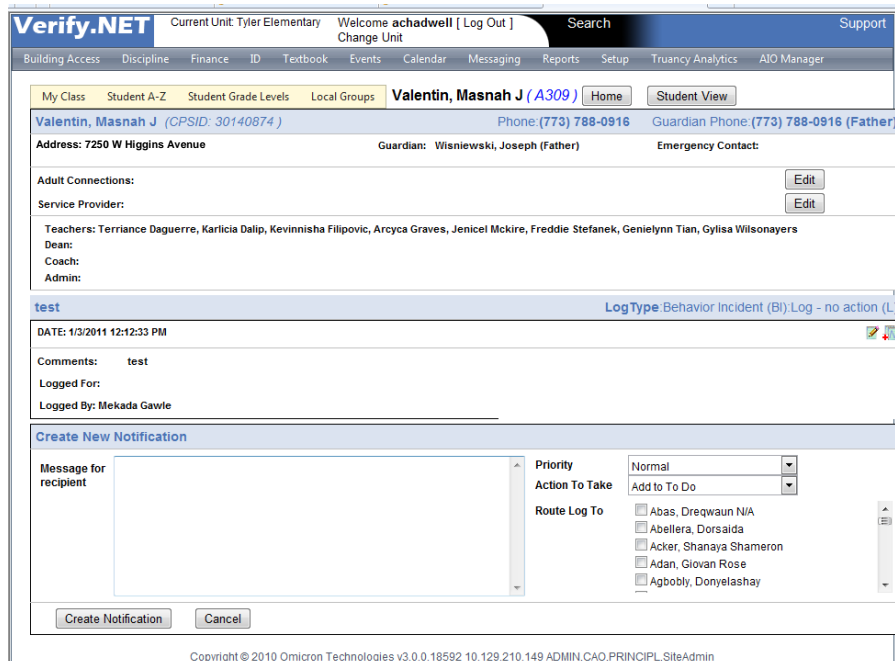 Verify.NET
Current Unit: Tyler Elementary
Welcome achadwell [ Log Out ]
Change Unit
Search
Support
Building Access Discipline Finance ID Textbook Events Calendar Messaging Reports Setup Truancy Analytics AIO Manager
My Class Student A-Z Student Grade Levels Local Groups Valentin, Masnah J ( A309 ) Home Student View
Valentin, Masnah J (CPSID: 30140874 ) Phone:(773) 788-0916 Guardian Phone:(773) 788-0916 (Father)
Address: 7250 W Higgins Avenue Guardian: Wisniewski, Joseph (Father) Emergency Contact:
Adult Connections: Edit
Service Provider: Edit
Teachers: Terriance Daguerre, Karlicia Dalip, Kevinnisha Filipovic, Arcyca Graves, Jenicel Mckire, Freddie Stefanek, Genielynn Tian, Gylisa Wilsonayers
Dean:
Coach:
Admin:
test LogType:Behavior Incident (BI):Log - no action (L
DATE: 1/3/2011 12:12:33 PM
Comments: test
Logged For:
Logged By: Mekada Gawle
Create New Notification
Message for
recipient
Priority Normal
Action To Take Add to To Do
Route Log To Abas, Dreqwaun N/A
Abellera, Dorsaida
Acker, Shanaya Shameron
Adan, Giovan Rose
Agbobly, Donyelashay
Create Notification Cancel
Copyright © 2010 Omicron Technologies v3.0.0.18592 10.129.210.149 ADMIN,CAO,PRINCIPL,SiteAdmin